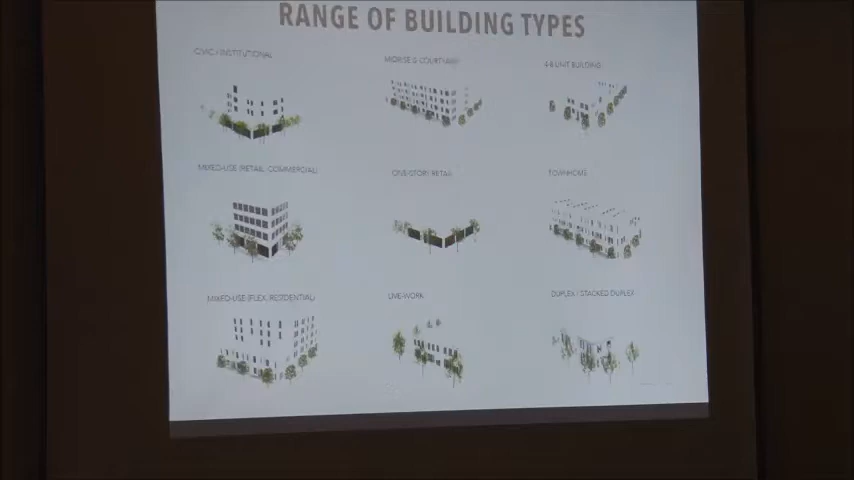 RANGE OF BUILDING TYPES
CIVIC / INSTITUTIONAL
MIDRISE & COURTYARD
4-8 UNIT BUILDING
MIXED-USE (RETAIL, COMMERCIAL)
ONE-STORY RETAIL
TOWNHOME
MIXED-USE (FLEX, RESIDENTIAL)
LIVE-WORK
DUPLEX / STACKED DUPLEX